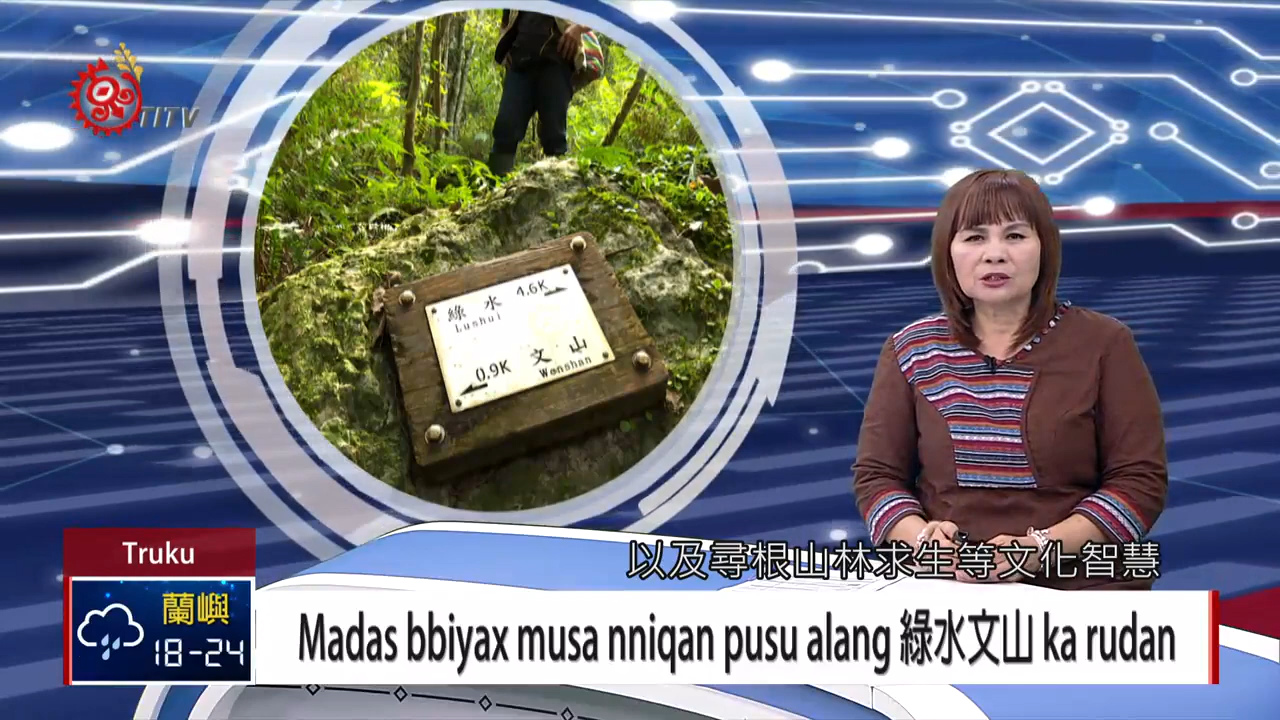 TITV
綠水 4.6K
Lushui
0.9K 文山
Wenshan
以及尋根山林求生等文化智慧
Truku
蘭嶼
18-24
Madas bbiyax musa nniqan pusu alang 綠水文山 ka rudan